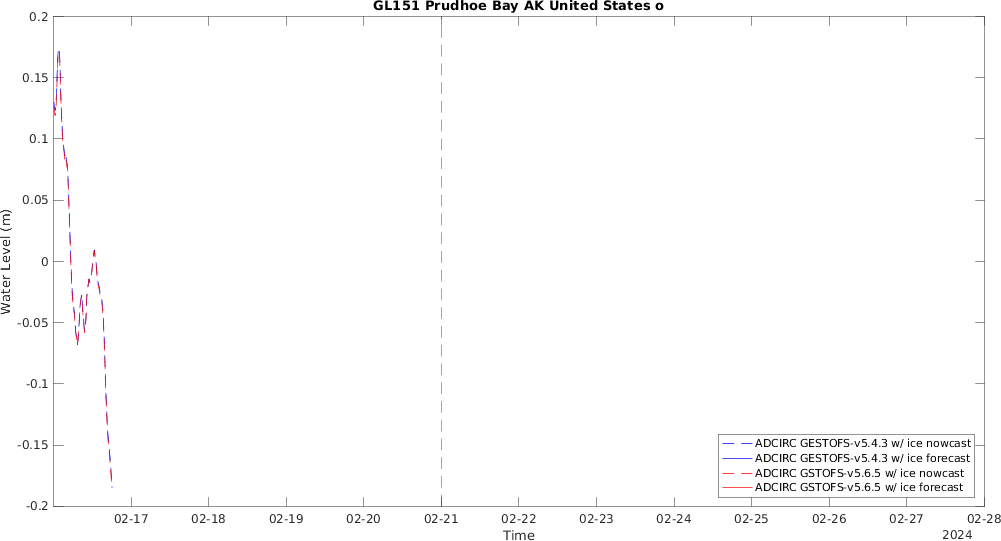 GL151 Prudhoe Bay AK United States o
0.2
0.15
0.1
0.05
0
-0.05
-0.1
-0.15
-0.2
Water Level (m)
02-17 02-18 02-19 02-20 02-21 02-22 02-23 02-24 02-25 02-26 02-27 02-28
Time
2024
ADCIRC GESTOFS-v5.4.3 w/ ice nowcast
ADCIRC GESTOFS-v5.4.3 w/ ice forecast
ADCIRC GSTOFS-v5.6.5 w/ ice nowcast
ADCIRC GSTOFS-v5.6.5 w/ ice forecast